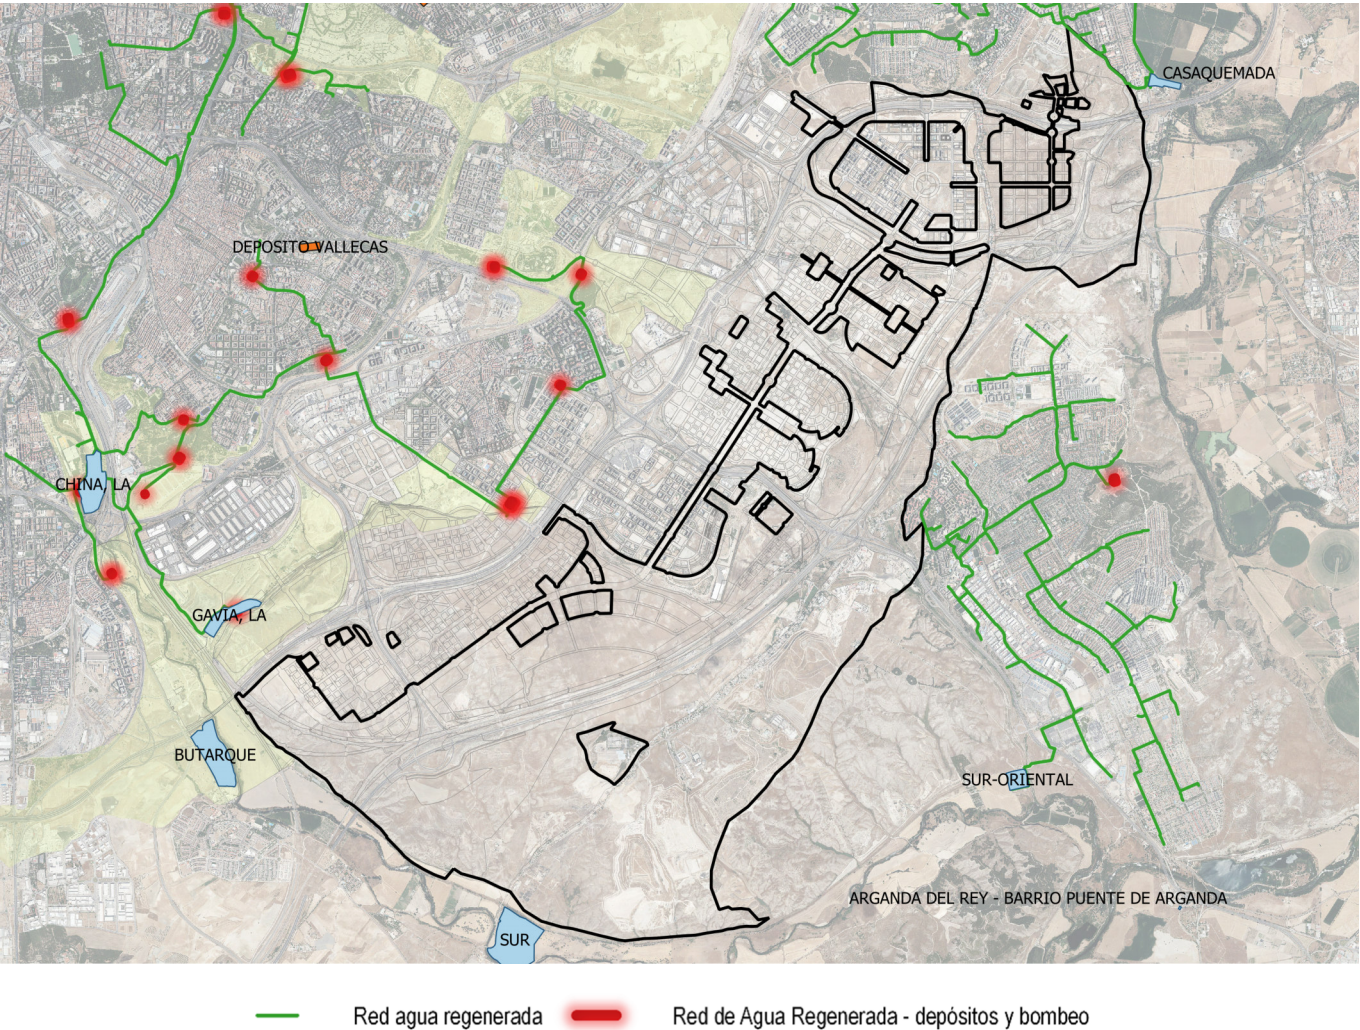 CASAQUEMADA
DEPOSITO VALLECAS
CHINA, LA
GAVIA, LA
BUTARQUE
SUR-ORIENTAL
ARGANDA DEL REY - BARRIO PUENTE DE ARGANDA
SUR
Red agua regenerada
Red de Agua Regenerada - depósitos y bombeo